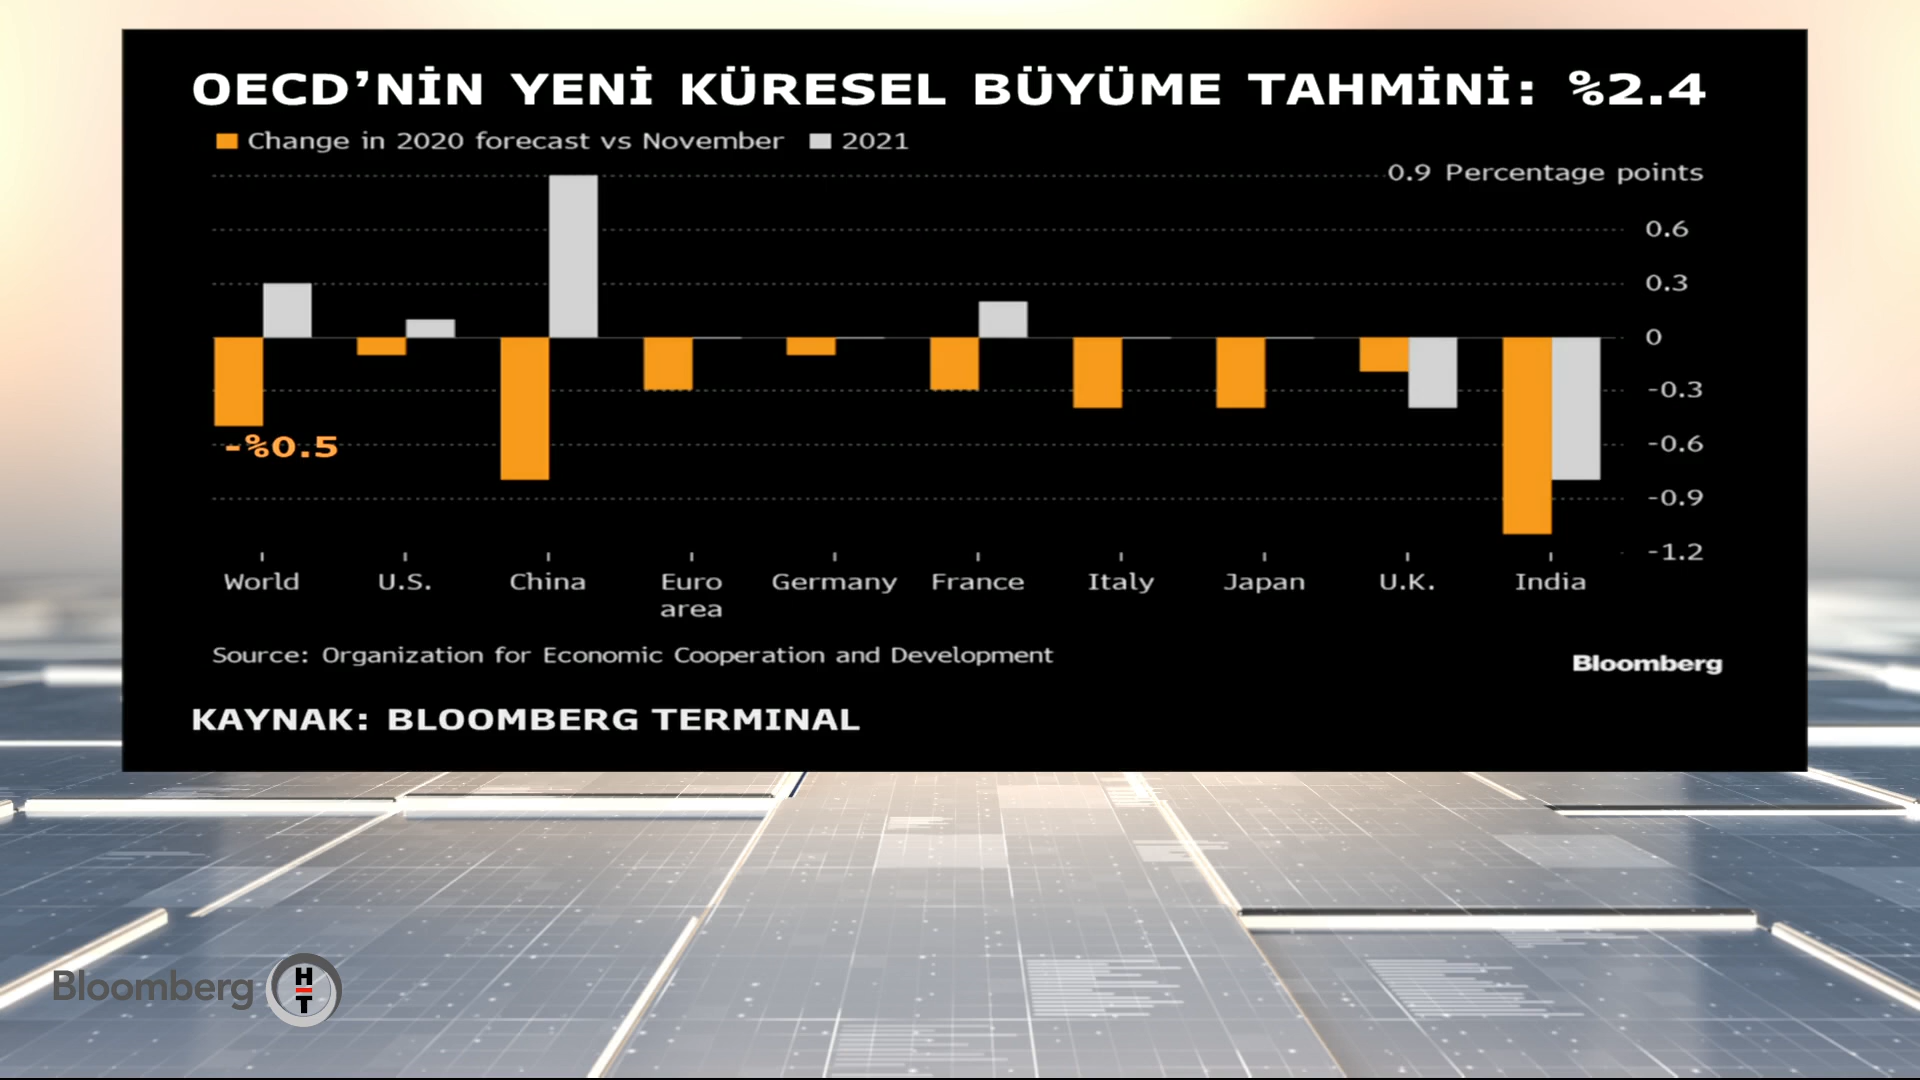 OECD’NİN YENİ KÜRESEL BÜYÜME TAHMİNİ: %2.4
Change in 2020 forecast vs November 2021
0.9 Percentage points
0.6
0.3
0
-0.3
-0.6
-0.9
-1.2
-%0.5
World U.S. China Euro area Germany France Italy Japan U.K. India
Source: Organization for Economic Cooperation and Development
Bloomberg
KAYNAK: BLOOMBERG TERMINAL
Bloomberg HT